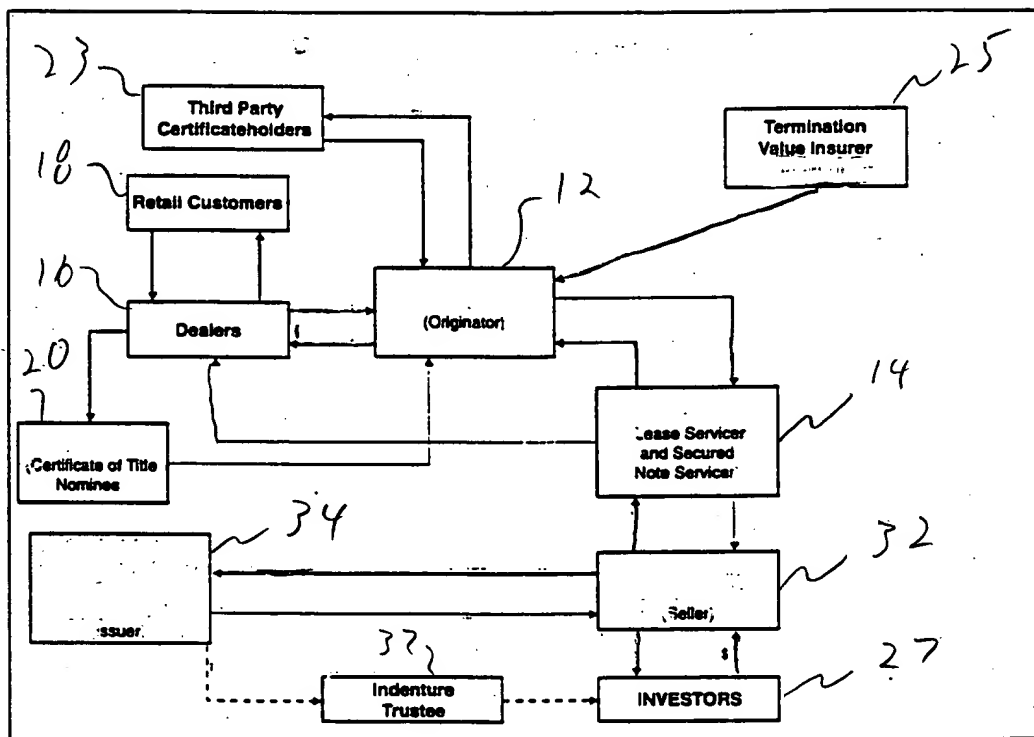 23
Third Party
Certificateholders
25
Termination
Value Insurer
18
Retail Customers
12
16
Dealers
$
(Originator)
20
(Certificate of Title
Nominee
14
Lease Servicer
and Secured
Note Servicer
34
Issuer)
32
(Seller)
$
37
Indenture
Trustee
INVESTORS
27